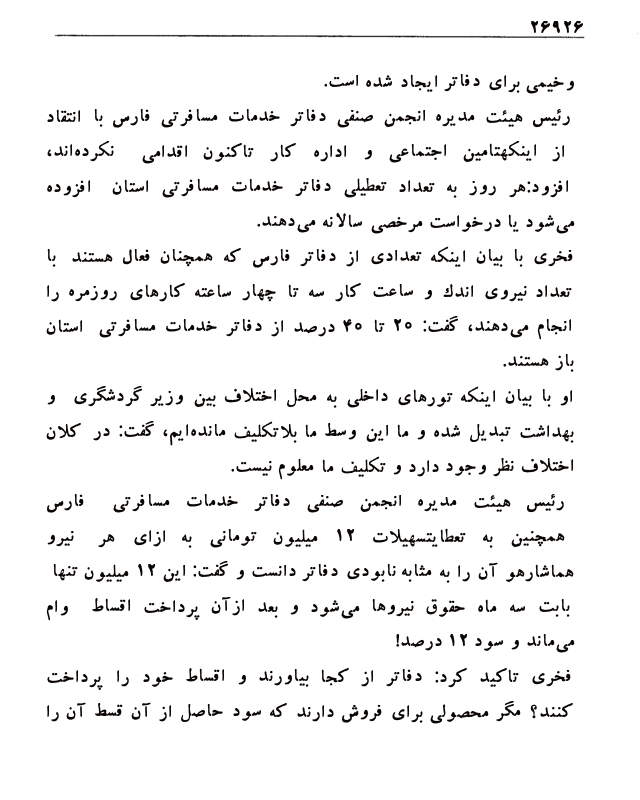 ۲۶۹۲۶
وخیمی برای دفاتر ایجاد شده است.
رئیس هیئت مدیره انجمن صنفی دفاتر خدمات مسافرتی فارس با انتقاد
از اینکهتامین اجتماعی و اداره کار تاکنون اقدامی نکرده‌اند،
افزود:هر روز به تعداد تعطیلی دفاتر خدمات مسافرتی استان افزوده
می‌شود یا درخواست مرخصی سالانه می‌دهند.
فخری با بیان اینکه تعدادی از دفاتر فارس که همچنان فعال هستند با
تعداد نیروی اندك و ساعت کار سه تا چهار ساعته کارهای روزمره را
انجام می‌دهند، گفت: ۲۰ تا ۴۰ درصد از دفاتر خدمات مسافرتی استان
باز هستند.
او با بیان اینکه تورهای داخلی به محل اختلاف بین وزیر گردشگری و
بهداشت تبدیل شده و ما این وسط ما بلاتکلیف مانده‌ایم، گفت: در کلان
اختلاف نظر وجود دارد و تکلیف ما معلوم نیست.
رئیس هیئت مدیره انجمن صنفی دفاتر خدمات مسافرتی فارس
همچنین به تعطایتسهیلات ۱۲ میلیون تومانی به ازای هر نیرو
هماشارهو آن را به مثابه نابودی دفاتر دانست و گفت: این ۱۲ میلیون تنها
بابت سه ماه حقوق نیروها می‌شود و بعد ازآن پرداخت اقساط وام
می‌ماند و سود ۱۲ درصد!
فخری تاکید کرد: دفاتر از کجا بیاورند و اقساط خود را پرداخت
کنند؟ مگر محصولی برای فروش دارند که سود حاصل از آن قسط آن را